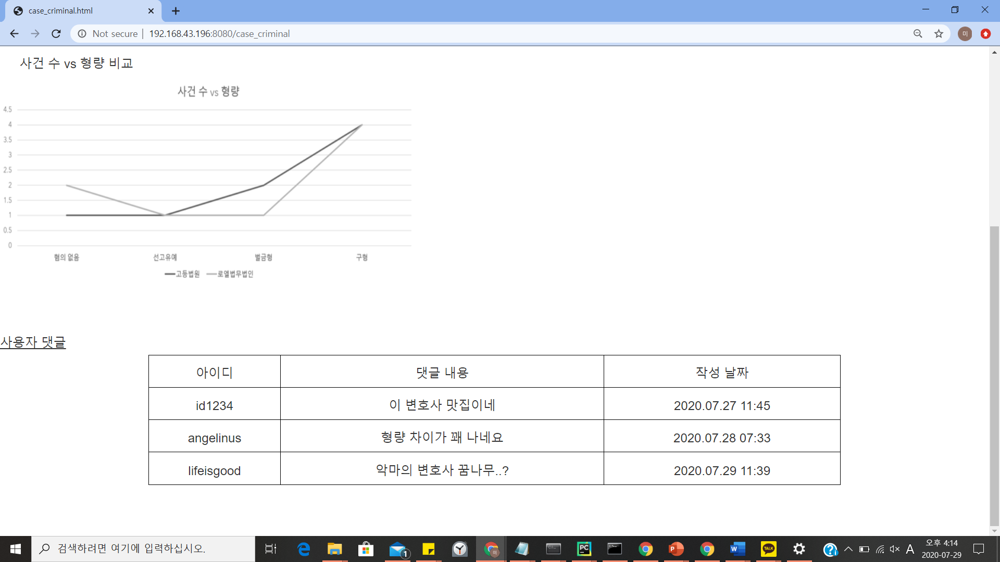 case_criminal.html
Not secure
192.168.43.196:8080/case_criminal
미
사건 수 vs 형량 비교
사건 수 vs 형량
4.5
4
3.5
3
2.5
2
1.5
1
0.5
0
혐의 없음 선고유예 벌금형 구형
고등법원 로엘법무법인
사용자 댓글
아이디 댓글 내용 작성 날짜
id1234 이 변호사 맛집이네 2020.07.27 11:45
angelinus 형량 차이가 꽤 나네요 2020.07.28 07:33
lifeisgood 악마의 변호사 꿈나무..? 2020.07.29 11:39
검색하려면 여기에 입력하십시오.
1
PC
P
W
TALK
A
오후 4:14
2020-07-29